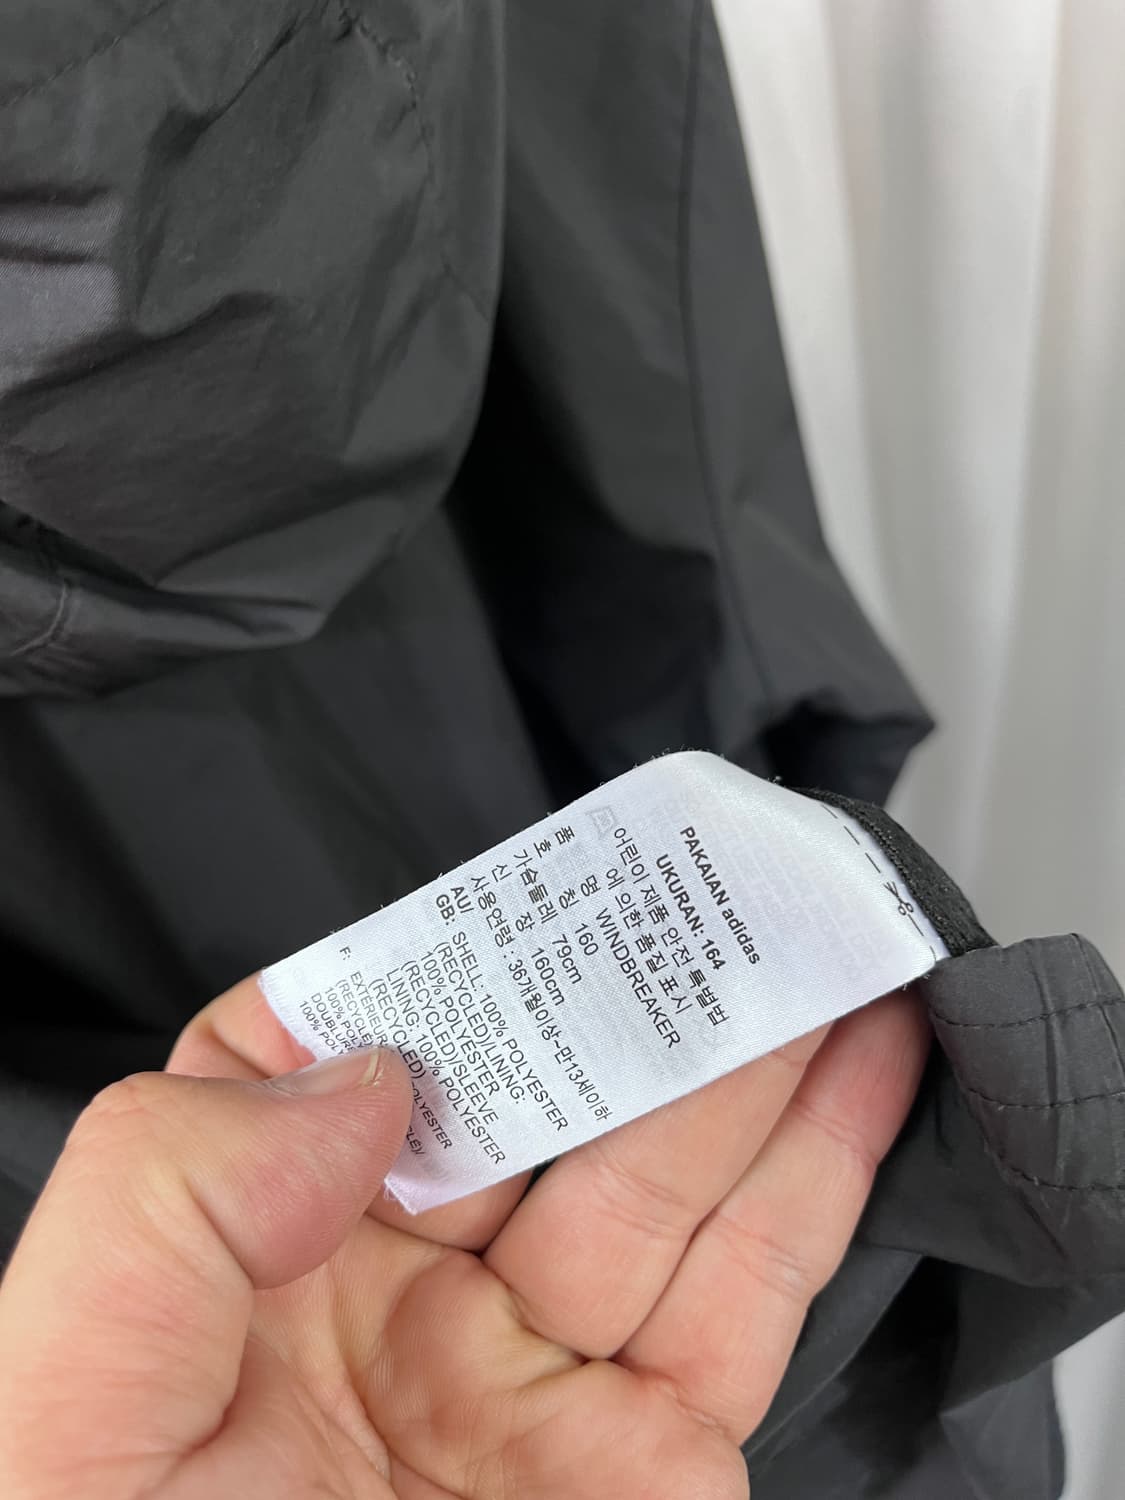 PAKAIAN adidas
UKURAN: 164
어린이 제품 안전 특별법
에 의한 품질 표시
품 명 WINDBREAKER
호 칭 160
가슴둘레 79cm
신 장 160cm
사용연령 : 36개월이상~만13세이하
AU/
GB: SHELL: 100% POLYESTER
(RECYCLED)/LINING:
100% POLYESTER
(RECYCLED)/SLEEVE
LINING: 100% POLYESTER
(RECYCLED)
F: EXTÉRIEUR